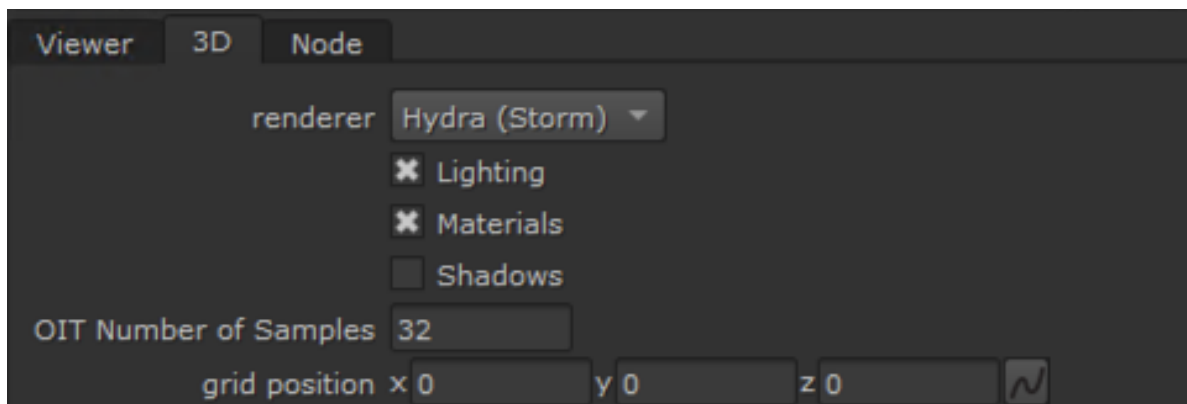 Viewer 3D Node
renderer Hydra (Storm)
Lighting
Materials
Shadows
OIT Number of Samples 32
grid position x 0 y 0 z 0